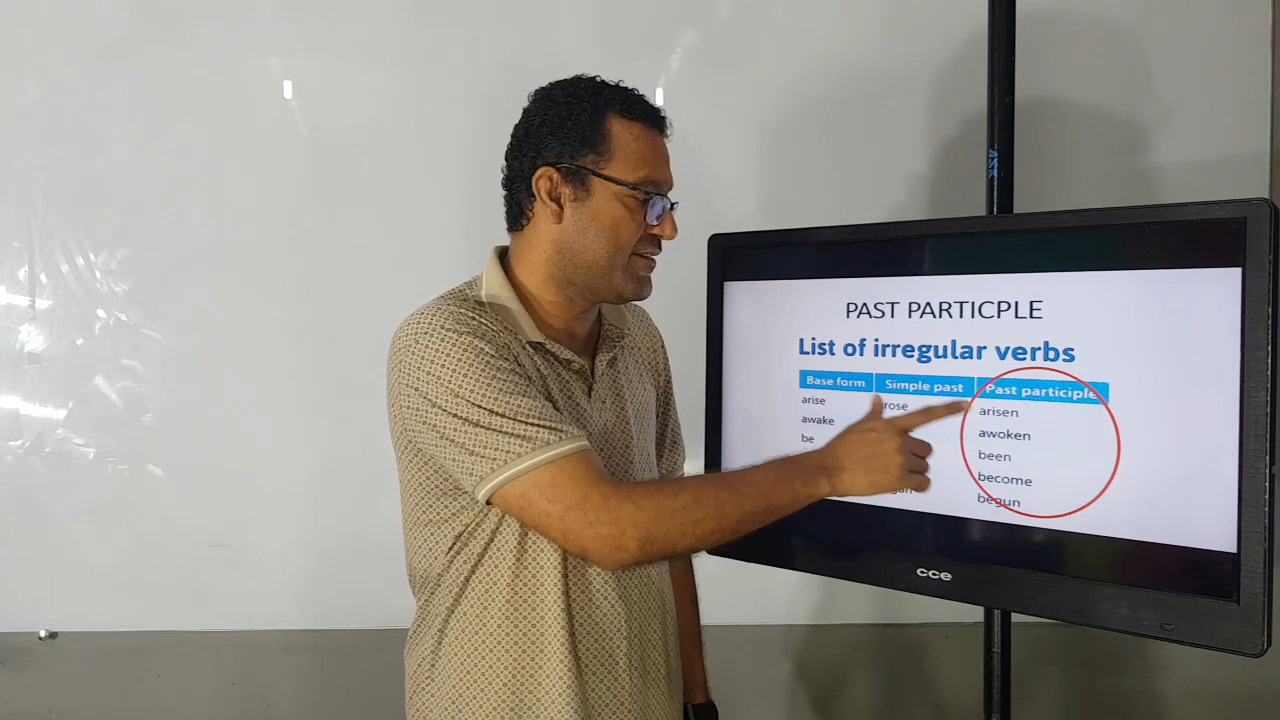 PAST PARTICPLE
List of irregular verbs
Base form Simple past Past participle
arise arisen
awake awoken
be been
become
begun
cce